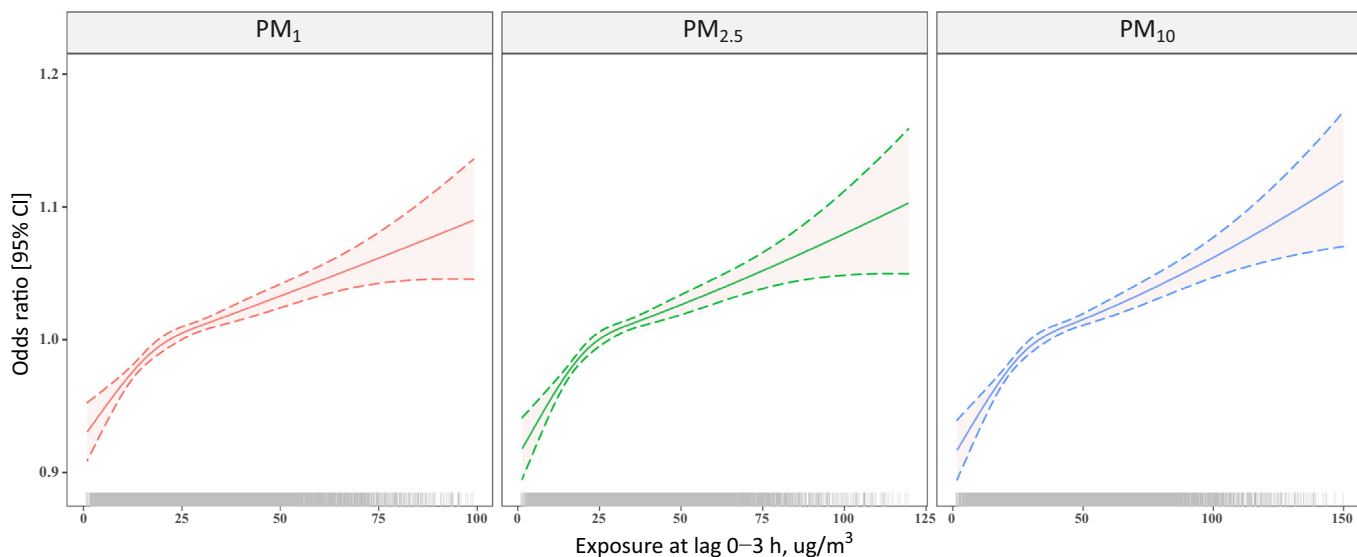 PM₁ PM₂.₅ PM₁₀
Odds ratio [95% CI]
1.2
1.1
1.0
0.9
0 25 50 75 100 0 25 50 75 100 125 0 50 100 150
Exposure at lag 0–3 h, ug/m³